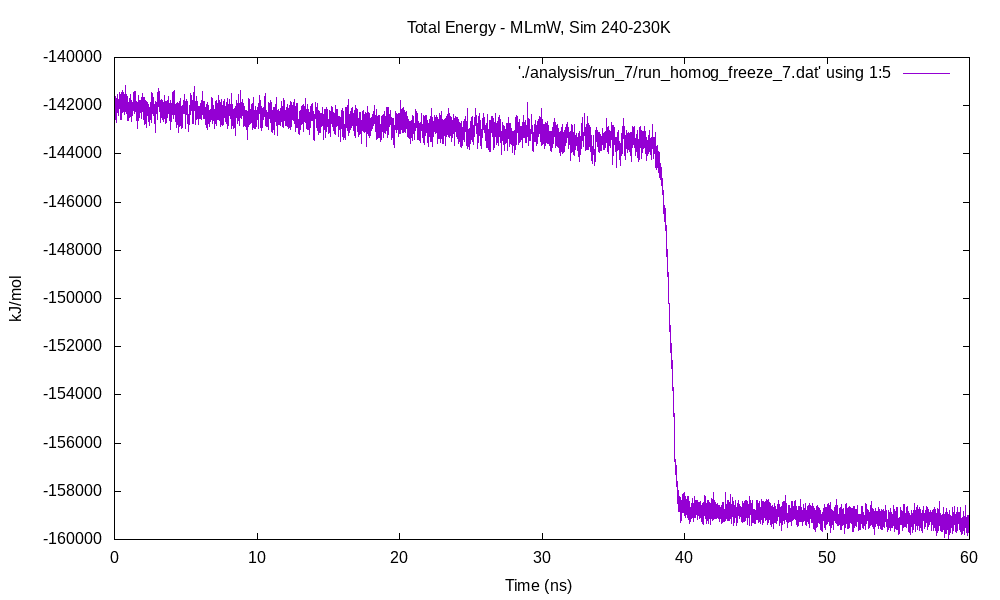 Total Energy - MLmW, Sim 240-230K
'./analysis/run_7/run_homog_freeze_7.dat' using 1:5
-140000
-142000
-144000
-146000
-148000
-150000
-152000
-154000
-156000
-158000
-160000
kJ/mol
0 10 20 30 40 50 60
Time (ns)